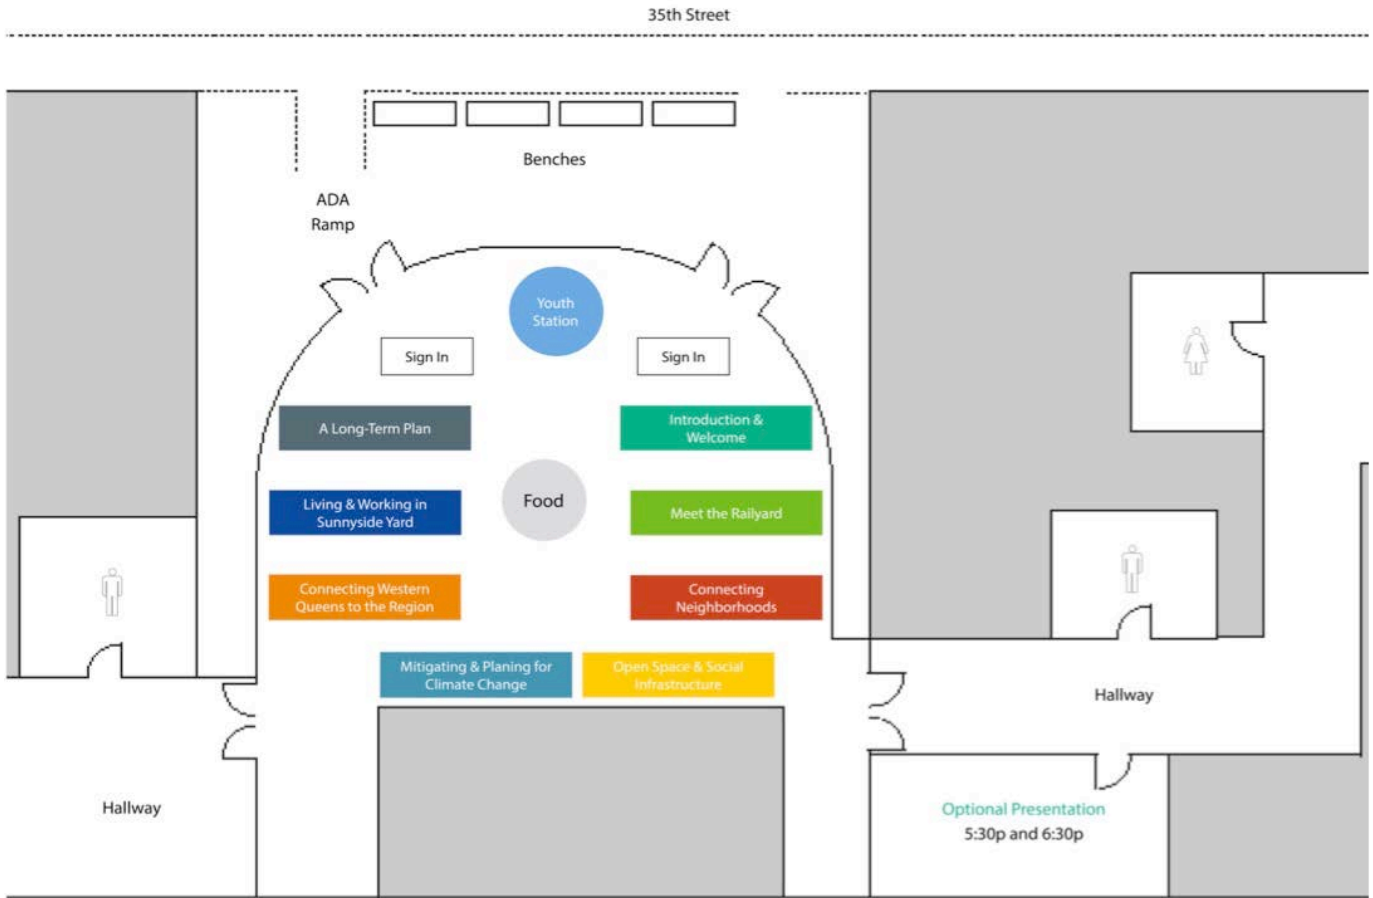 35th Street
Benches
ADA
Ramp
Youth
Station
Sign In
Sign In
A Long-Term Plan
Introduction &
Welcome
Living & Working in
Sunnyside Yard
Food
Meet the Railyard
Connecting Western
Queens to the Region
Connecting
Neighborhoods
Mitigating & Planing for
Climate Change
Open Space & Social
Infrastructure
Hallway
Hallway
Optional Presentation
5:30p and 6:30p